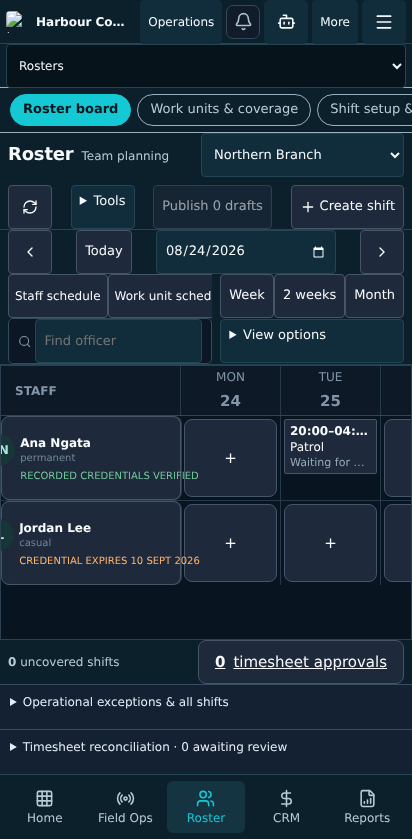 Harbour Co…
Operations
More
Rosters
Roster board
Work units & coverage
Shift setup &
Roster Team planning
Northern Branch
Tools
Publish 0 drafts
+ Create shift
Today
08/24/2026
Staff schedule
Work unit sched
Week
2 weeks
Month
Find officer
View options
STAFF
MON
24
TUE
25
N
Ana Ngata
permanent
RECORDED CREDENTIALS VERIFIED
+
20:00–04:…
Patrol
Waiting for …
Jordan Lee
casual
CREDENTIAL EXPIRES 10 SEPT 2026
+
+
0 uncovered shifts
0 timesheet approvals
Operational exceptions & all shifts
Timesheet reconciliation · 0 awaiting review
Home
Field Ops
Roster
CRM
Reports